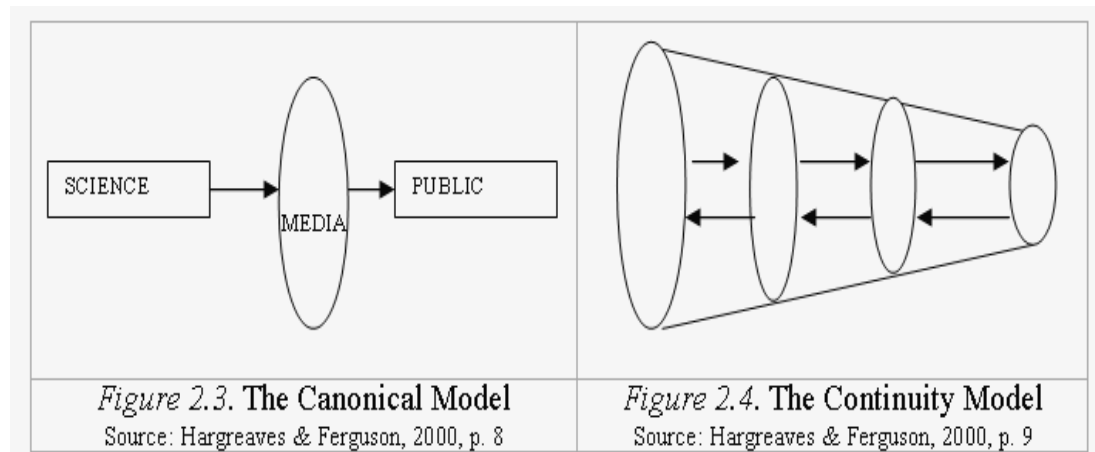 SCIENCE
MEDIA
PUBLIC
Figure 2.3. The Canonical Model
Source: Hargreaves & Ferguson, 2000, p. 8
Figure 2.4. The Continuity Model
Source: Hargreaves & Ferguson, 2000, p. 9